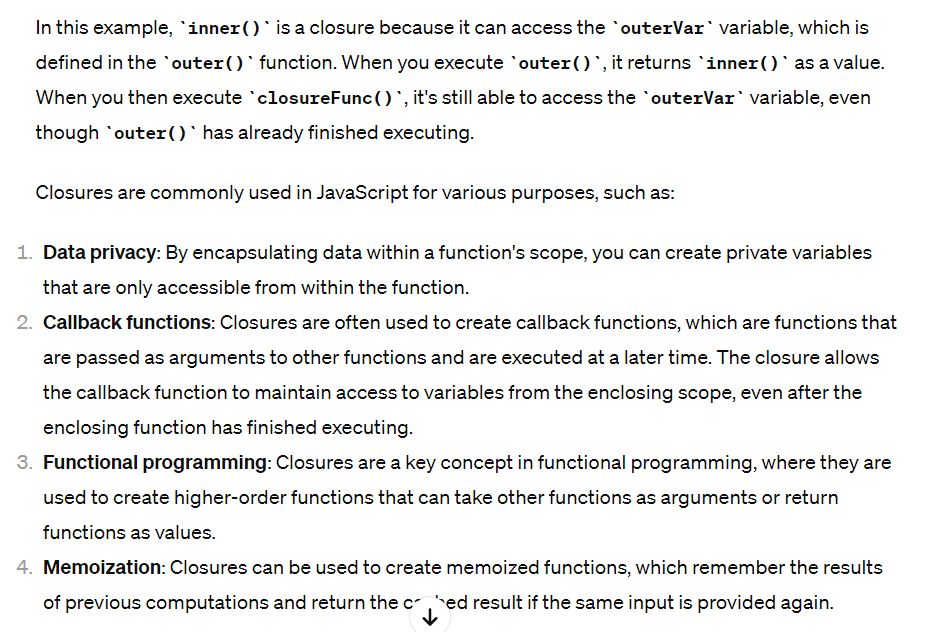 In this example, `inner()` is a closure because it can access the `outerVar` variable, which is
defined in the `outer()` function. When you execute `outer()`, it returns `inner()` as a value.
When you then execute `closureFunc()`, it's still able to access the `outerVar` variable, even
though `outer()` has already finished executing.
Closures are commonly used in JavaScript for various purposes, such as:
1. Data privacy: By encapsulating data within a function's scope, you can create private variables
that are only accessible from within the function.
2. Callback functions: Closures are often used to create callback functions, which are functions that
are passed as arguments to other functions and are executed at a later time. The closure allows
the callback function to maintain access to variables from the enclosing scope, even after the
enclosing function has finished executing.
3. Functional programming: Closures are a key concept in functional programming, where they are
used to create higher-order functions that can take other functions as arguments or return
functions as values.
4. Memoization: Closures can be used to create memoized functions, which remember the results
of previous computations and return the result if the same input is provided again.